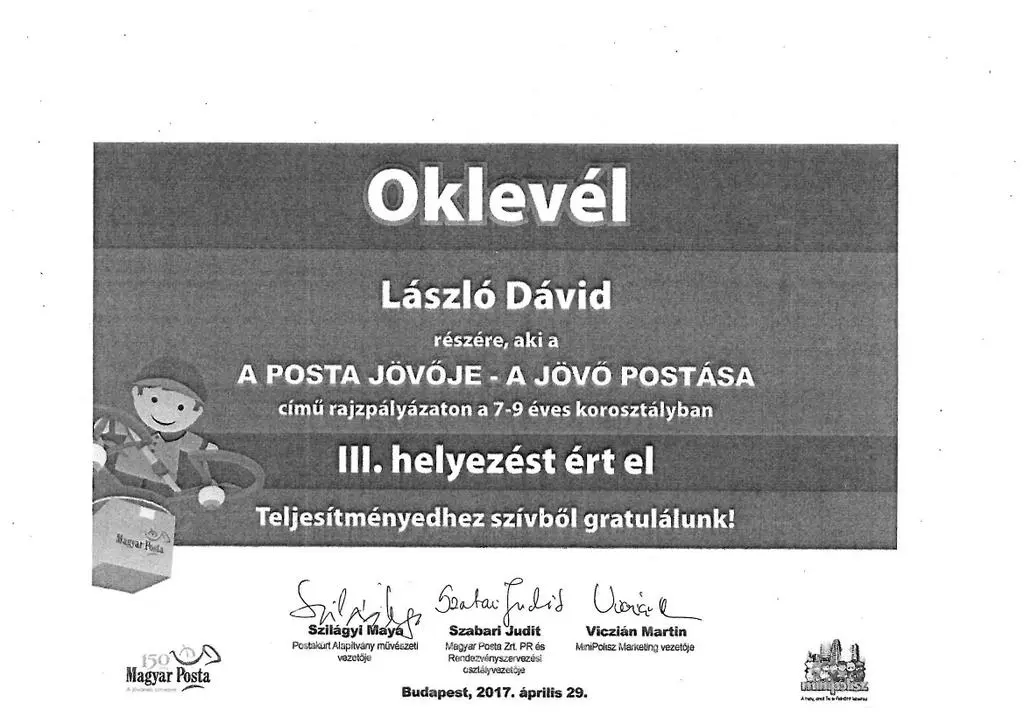 Oklevél
László Dávid
részére, aki a
A POSTA JÖVŐJE - A JÖVŐ POSTÁSA
című rajzpályázaton a 7-9 éves korosztályban
III. helyezést ért el
Teljesítményedhez szívből gratulálunk!
Magyar Posta
Szilágyi Maya
Postakürt Alapítvány művészeti
vezetője
Szabari Judit
Magyar Posta Zrt. PR és
Rendezvényszervezési
osztályvezetője
Viczián Martin
MiniPolisz Marketing vezetője
150
Magyar Posta
Budapest, 2017. április 29.
minipolisz